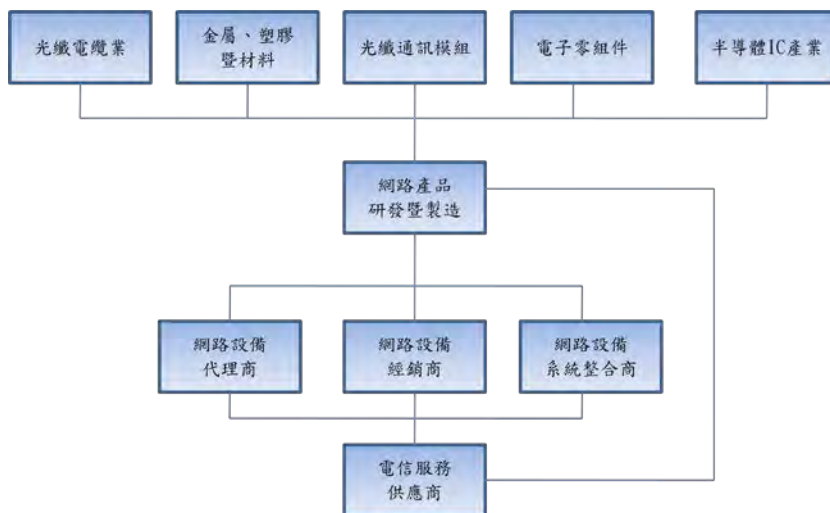 光纖電纜業
金屬、塑膠
暨材料
光纖通訊模組
電子零組件
半導體IC產業
網路產品
研發暨製造
網路設備
代理商
網路設備
經銷商
網路設備
系統整合商
電信服務
供應商